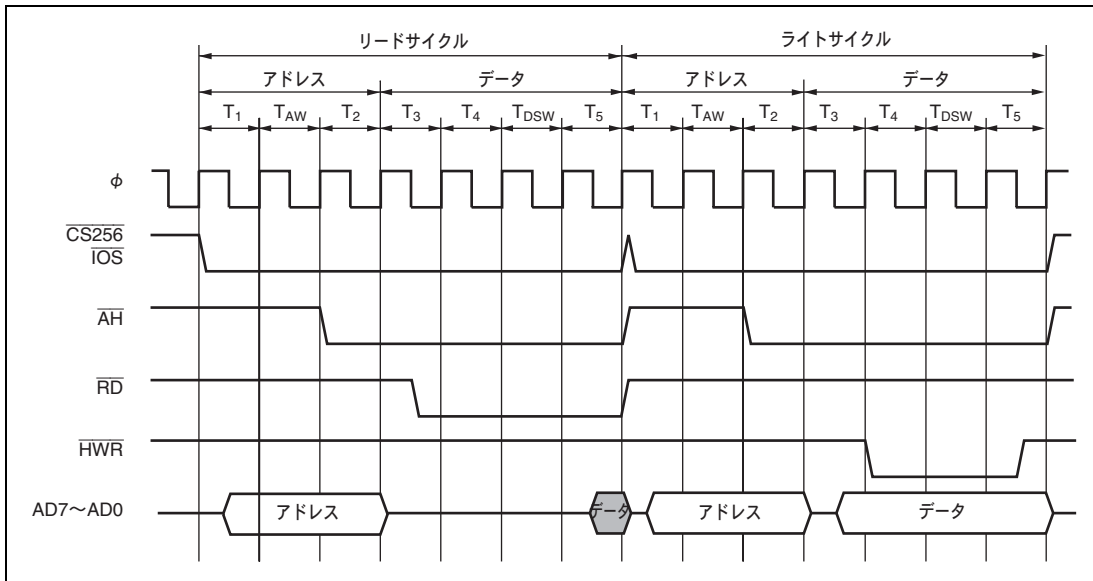 リードサイクル ライトサイクル
アドレス データ アドレス データ
T1 TAW T2 T3 T4 TDSW T5 T1 TAW T2 T3 T4 TDSW T5
φ
CS256
IOS
AH
RD
HWR
AD7～AD0 アドレス データ アドレス データ